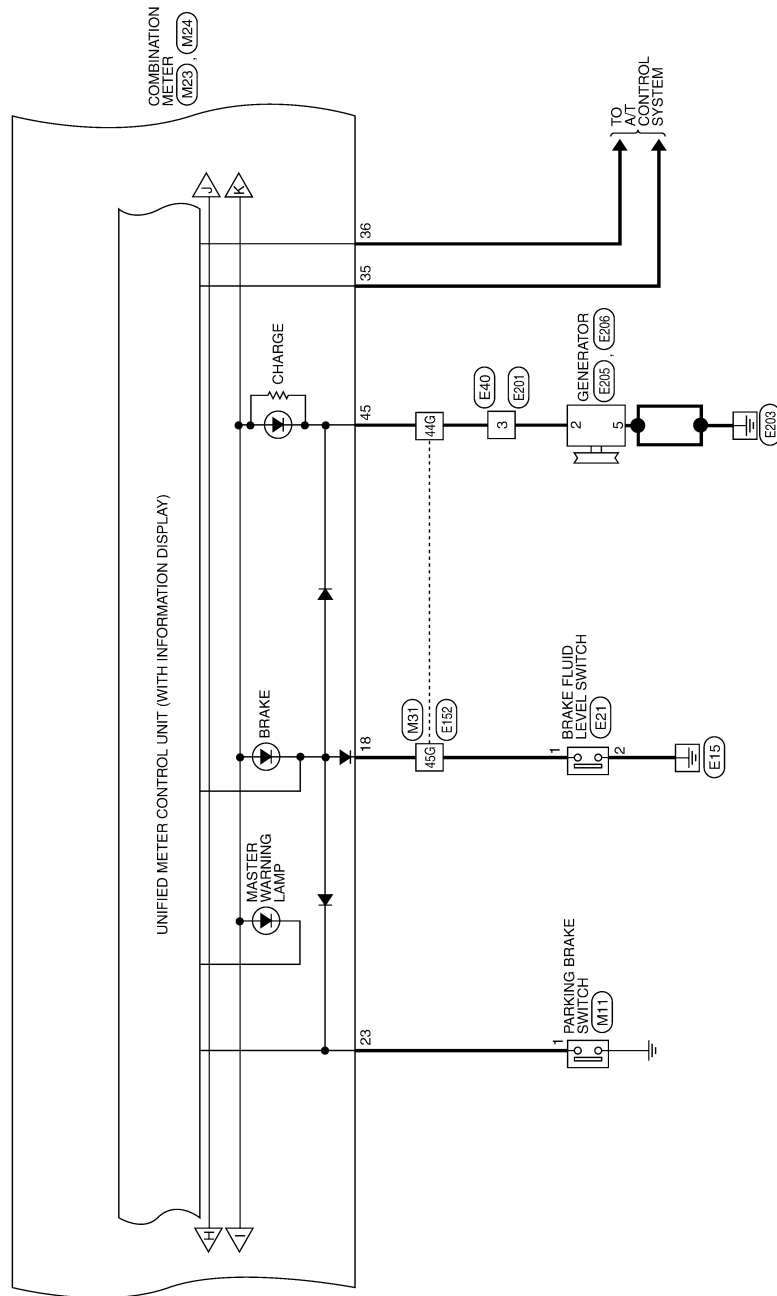 COMBINATION
METER
M23 , M24
UNIFIED METER CONTROL UNIT (WITH INFORMATION DISPLAY)
H
J
I
K
MASTER
WARNING
LAMP
BRAKE
CHARGE
23
18
45
35
36
45G
M31
E152
44G
3
E40
E201
TO
A/T
CONTROL
SYSTEM
1
PARKING BRAKE
SWITCH
M11
1
BRAKE FLUID
LEVEL SWITCH
E21
2
2
5
GENERATOR
E205 , E206
E15
E203